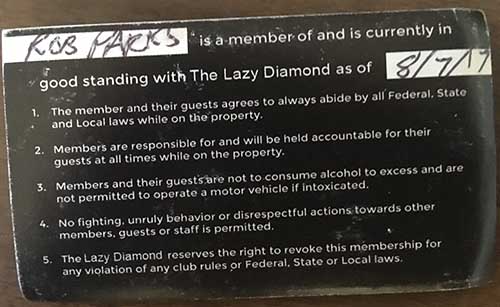 ROB PARKS is a member of and is currently in
good standing with The Lazy Diamond as of 8/7/17
1. The member and their guests agrees to always abide by all Federal, State
and Local laws while on the property.
2. Members are responsible for and will be held accountable for their
guests at all times while on the property.
3. Members and their guests are not to consume alcohol to excess and are
not permitted to operate a motor vehicle if intoxicated.
4. No fighting, unruly behavior or disrespectful actions towards other
members, guests or staff is permitted.
5. The Lazy Diamond reserves the right to revoke this membership for
any violation of any club rules or Federal, State or Local laws.